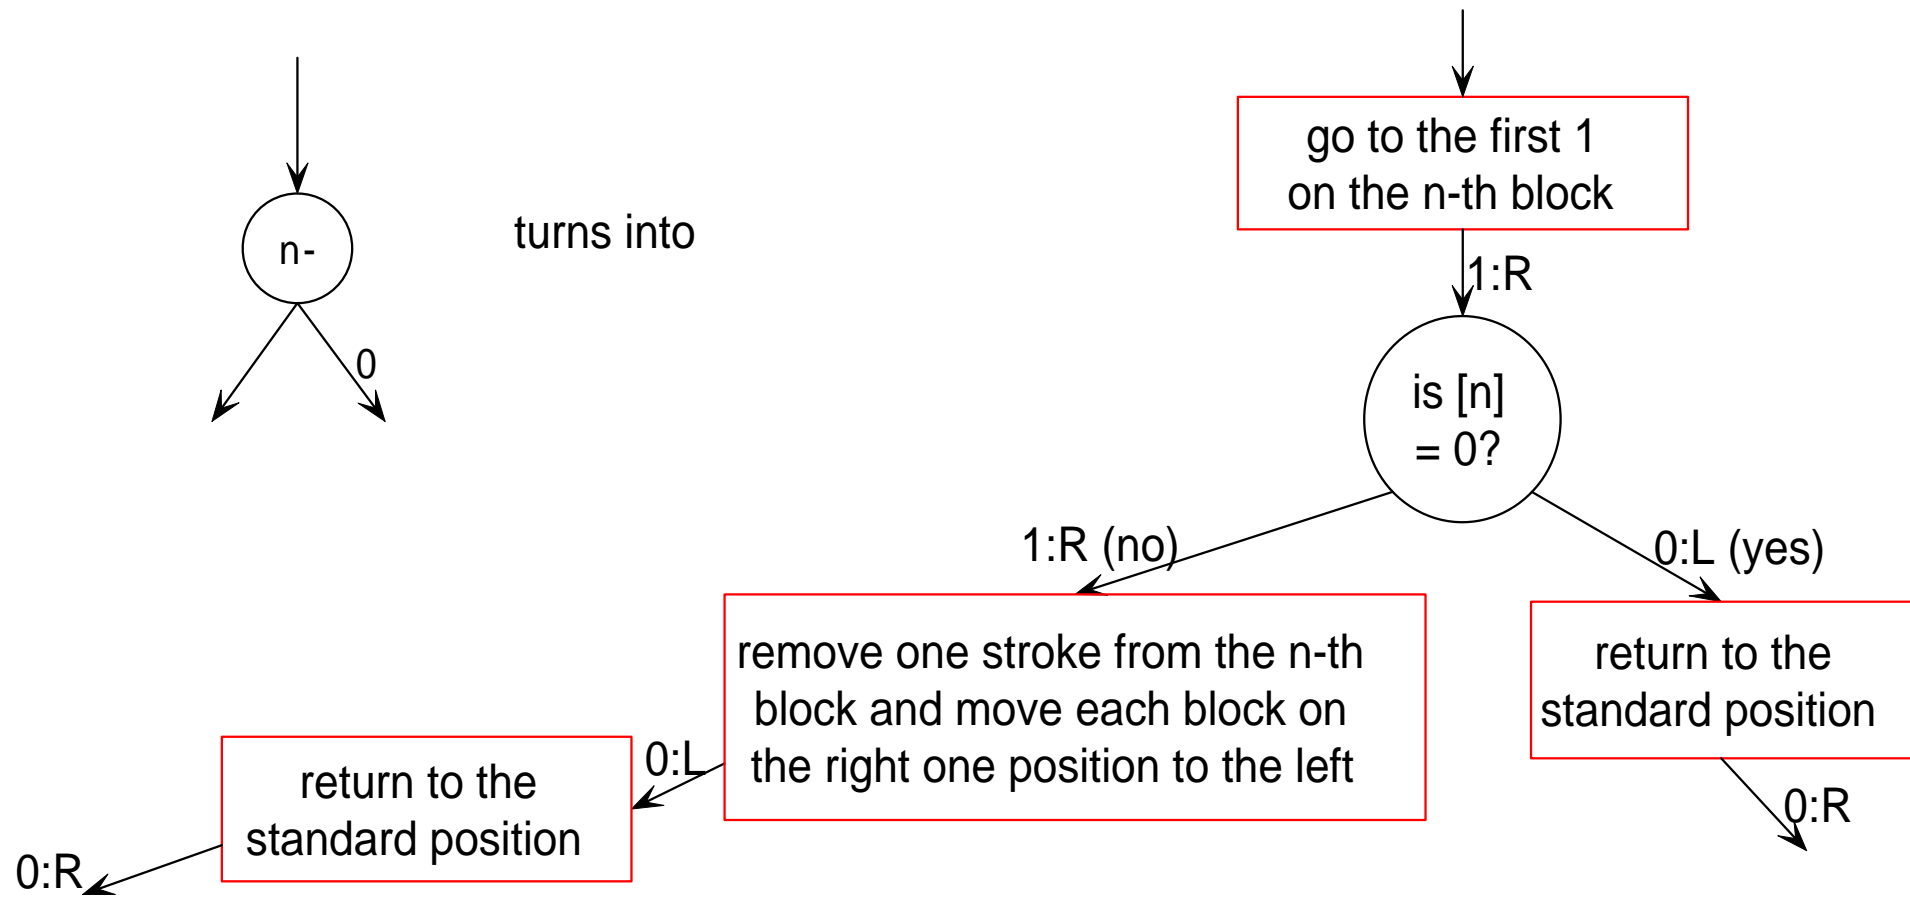 n-
0
turns into
go to the first 1
on the n-th block
1:R
is [n]
= 0?
1:R (no)
0:L (yes)
remove one stroke from the n-th
block and move each block on
the right one position to the left
return to the
standard position
0:R
0:L
return to the
standard position
0:R